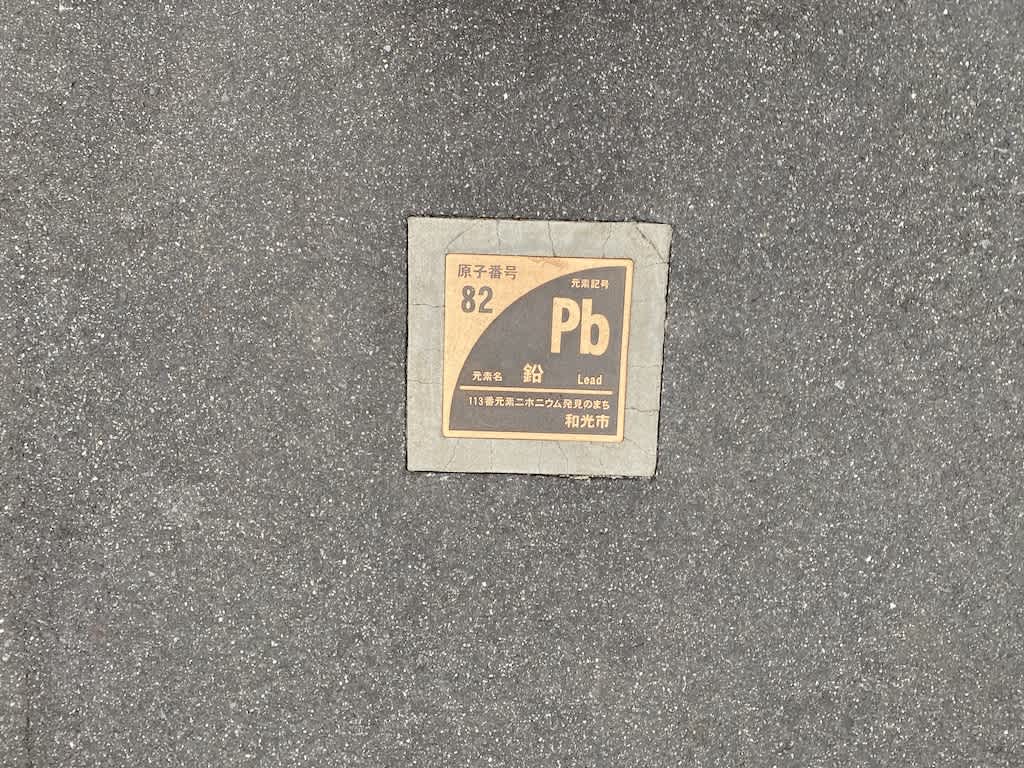 原子番号
82
元素記号
Pb
元素名 鉛 Lead
113番元素ニホニウム発見のまち
和光市